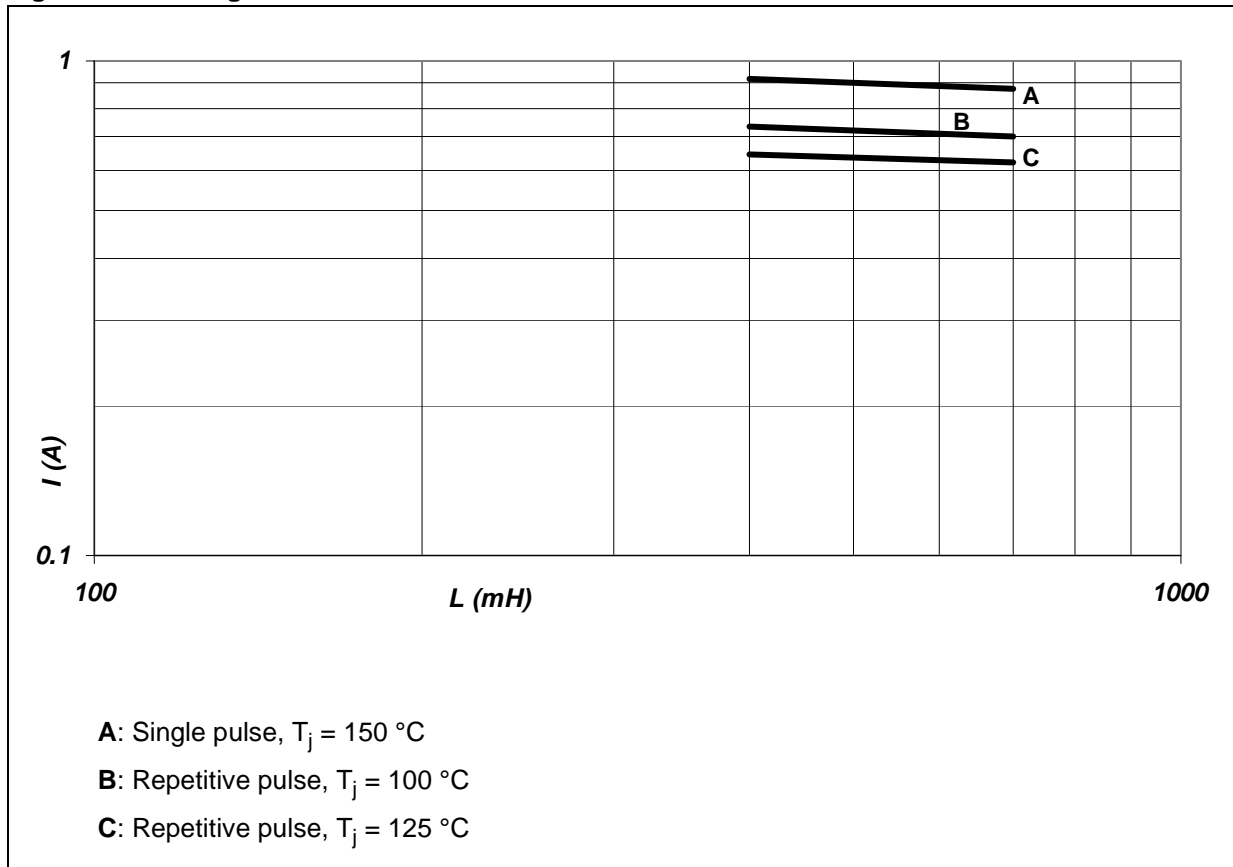 1
A
B
C
I (A)
0.1
100
L (mH)
1000
A: Single pulse, Tj = 150 °C
B: Repetitive pulse, Tj = 100 °C
C: Repetitive pulse, Tj = 125 °C